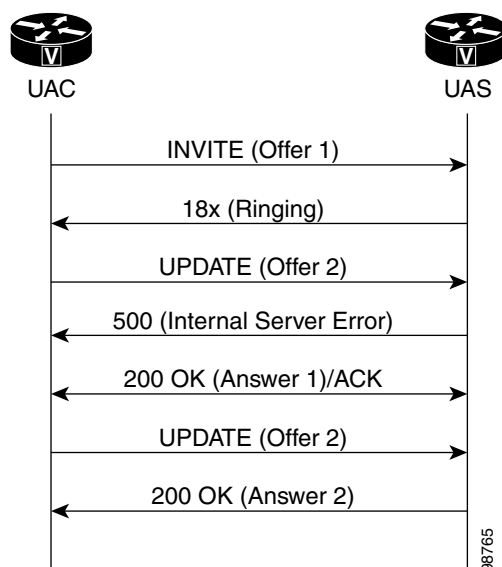 V V
UAC UAS
INVITE (Offer 1)
18x (Ringing)
UPDATE (Offer 2)
500 (Internal Server Error)
200 OK (Answer 1)/ACK
UPDATE (Offer 2)
200 OK (Answer 2)
98765